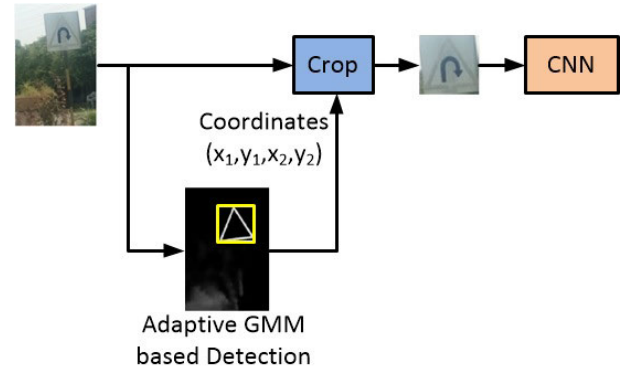 Crop
CNN
Coordinates
(x₁,y₁,x₂,y₂)
Adaptive GMM
based Detection